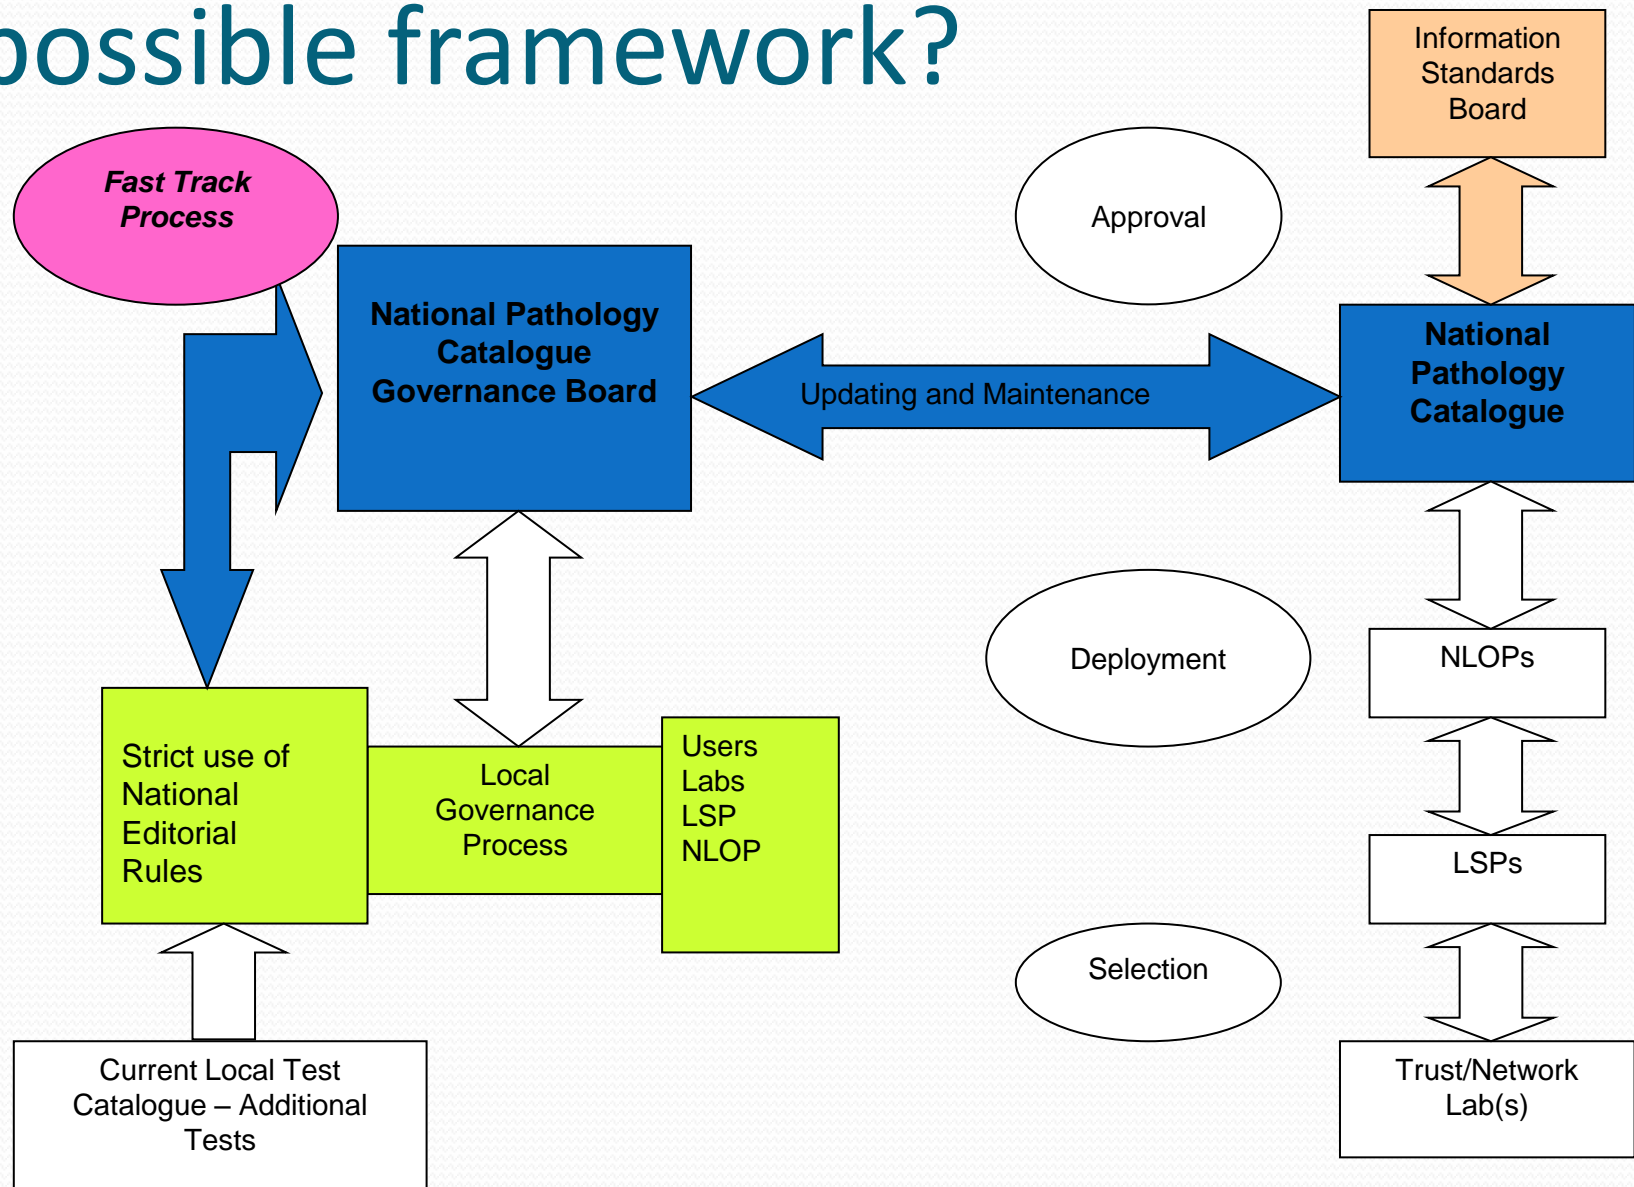 possible framework?
Information
Standards
Board
Fast Track
Process
Approval
National Pathology
Catalogue
Governance Board
Updating and Maintenance
National
Pathology
Catalogue
Deployment
NLOPs
Strict use of
National
Editorial
Rules
Local
Governance
Process
Users
Labs
LSP
NLOP
LSPs
Selection
Current Local Test
Catalogue – Additional
Tests
Trust/Network
Lab(s)